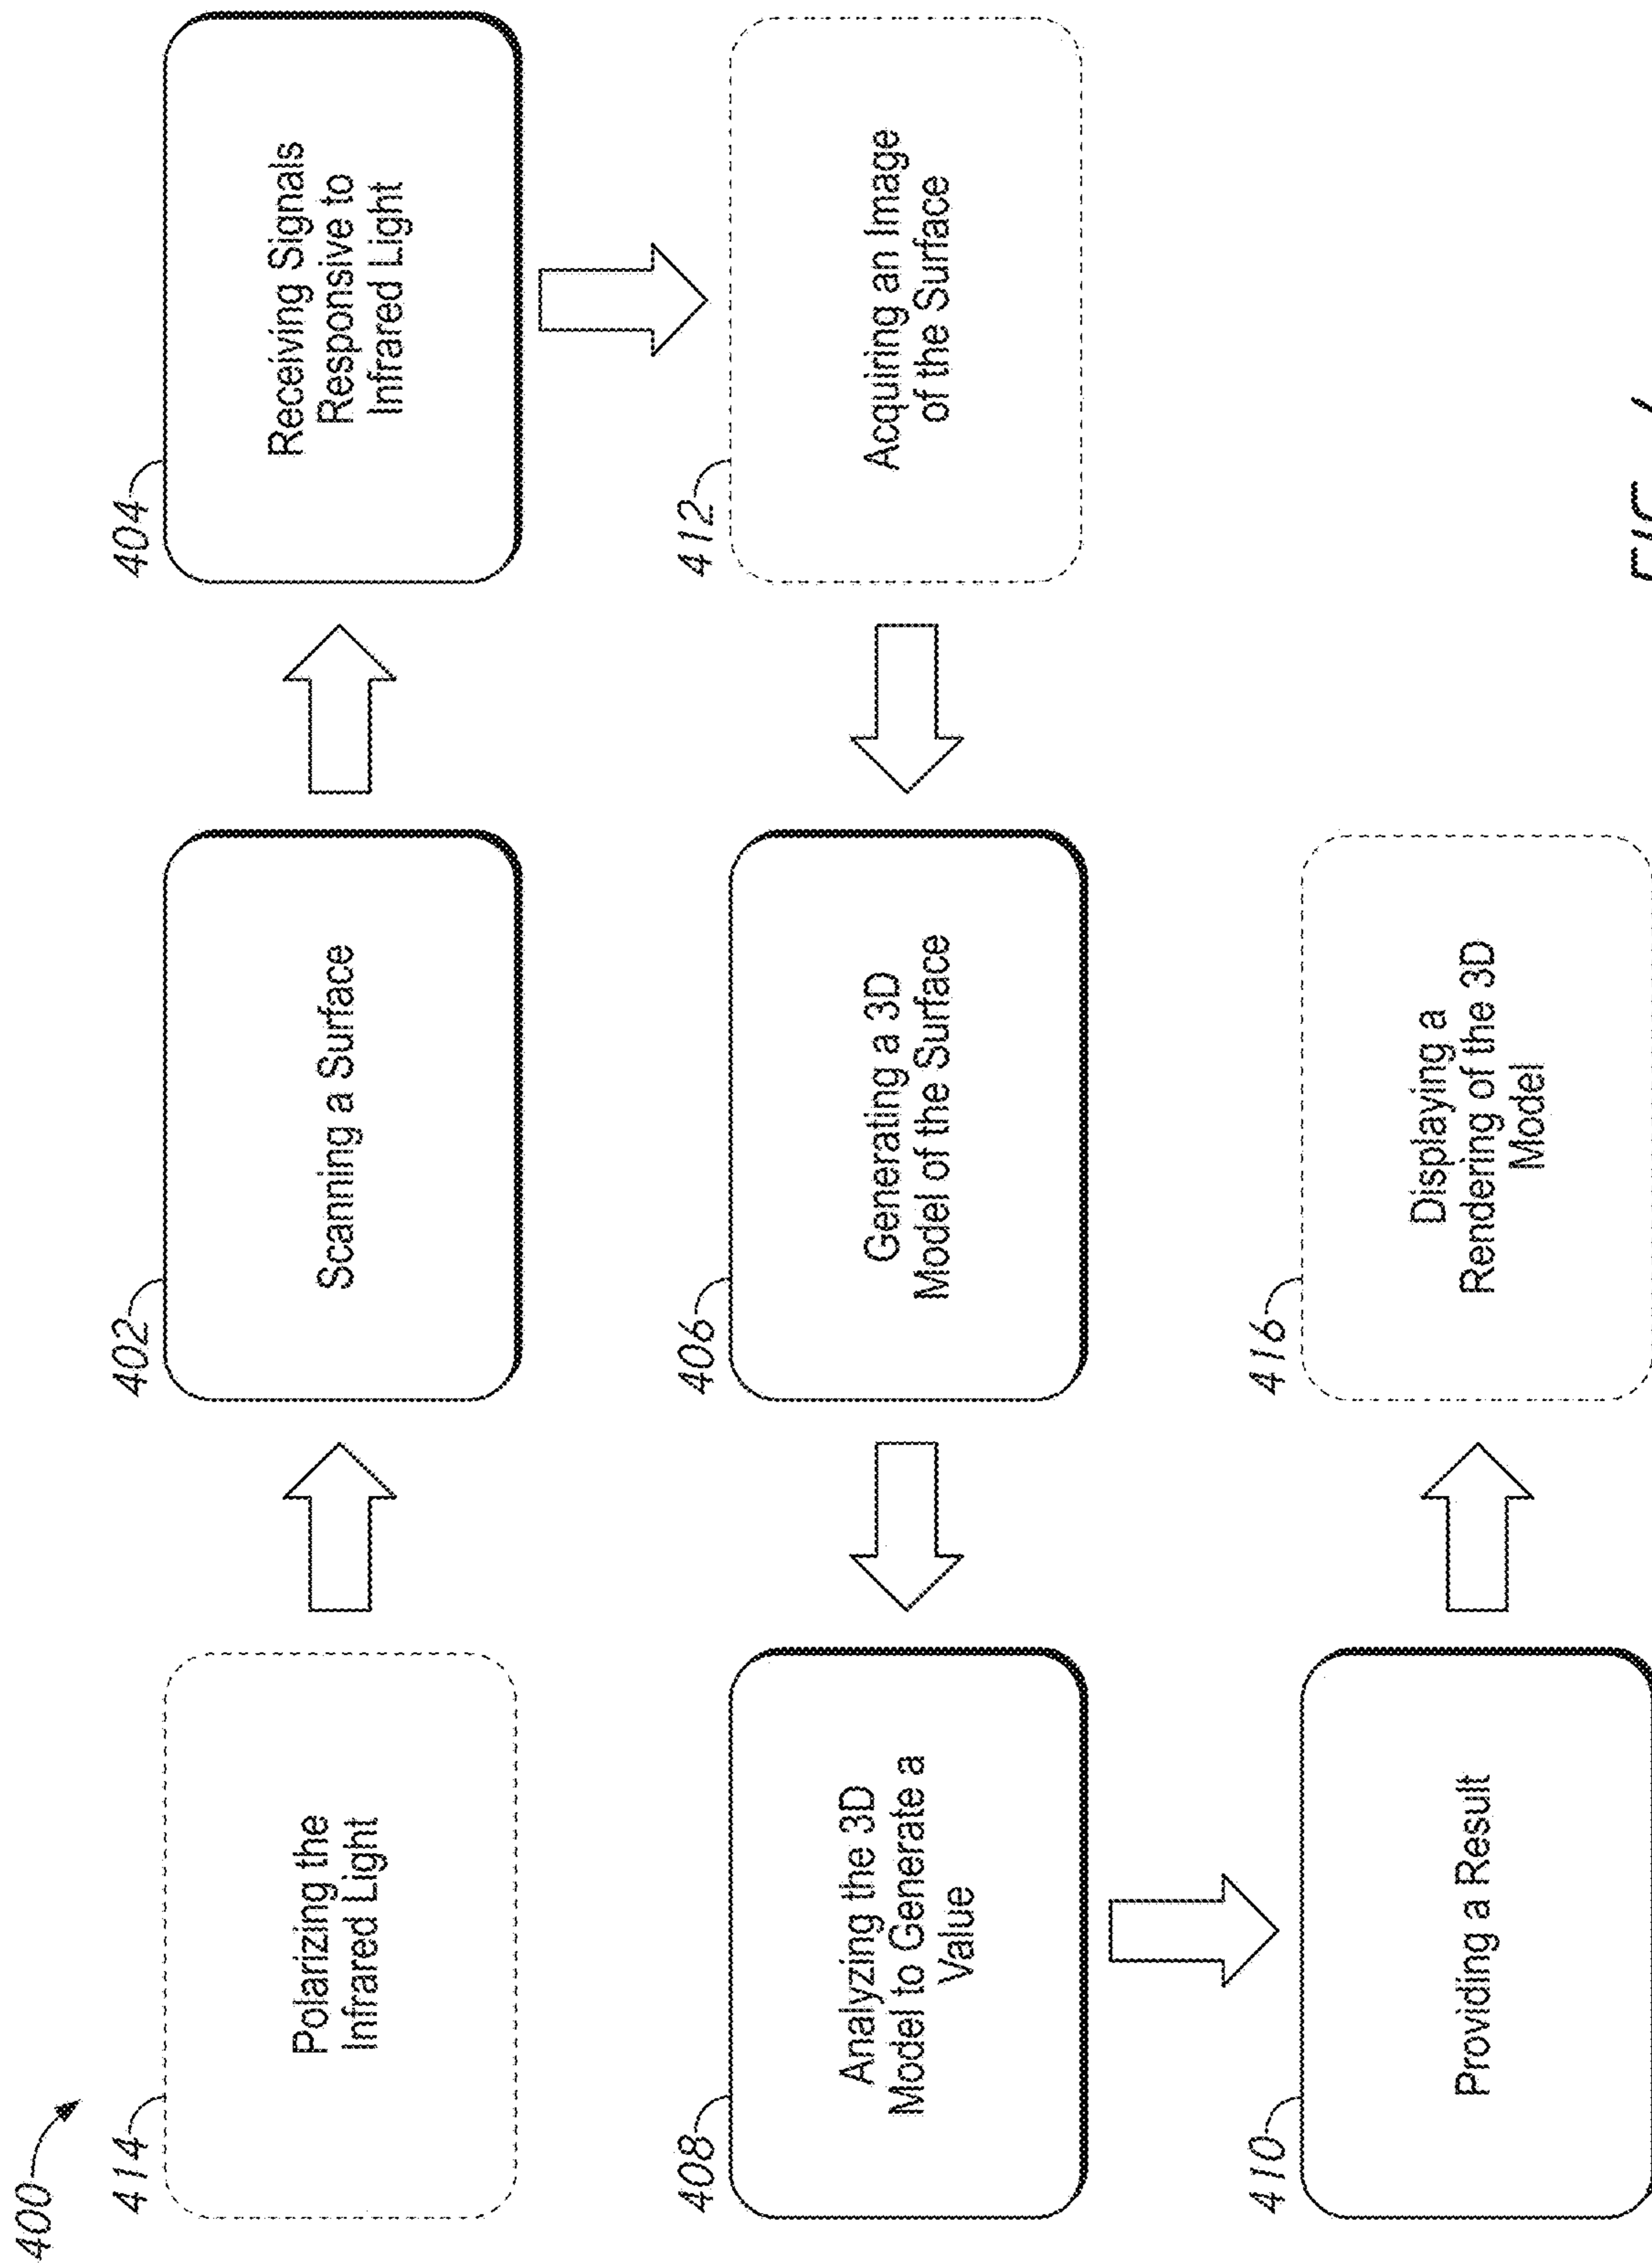 400
414
Polarizing the
Infrared Light
402
Scanning a Surface
404
Receiving Signals
Responsive to
Infrared Light
408
Analyzing the 3D
Model to Generate a
Value
406
Generating a 3D
Model of the Surface
412
Acquiring an Image
of the Surface
410
Providing a Result
416
Displaying a
Rendering of the 3D
Model